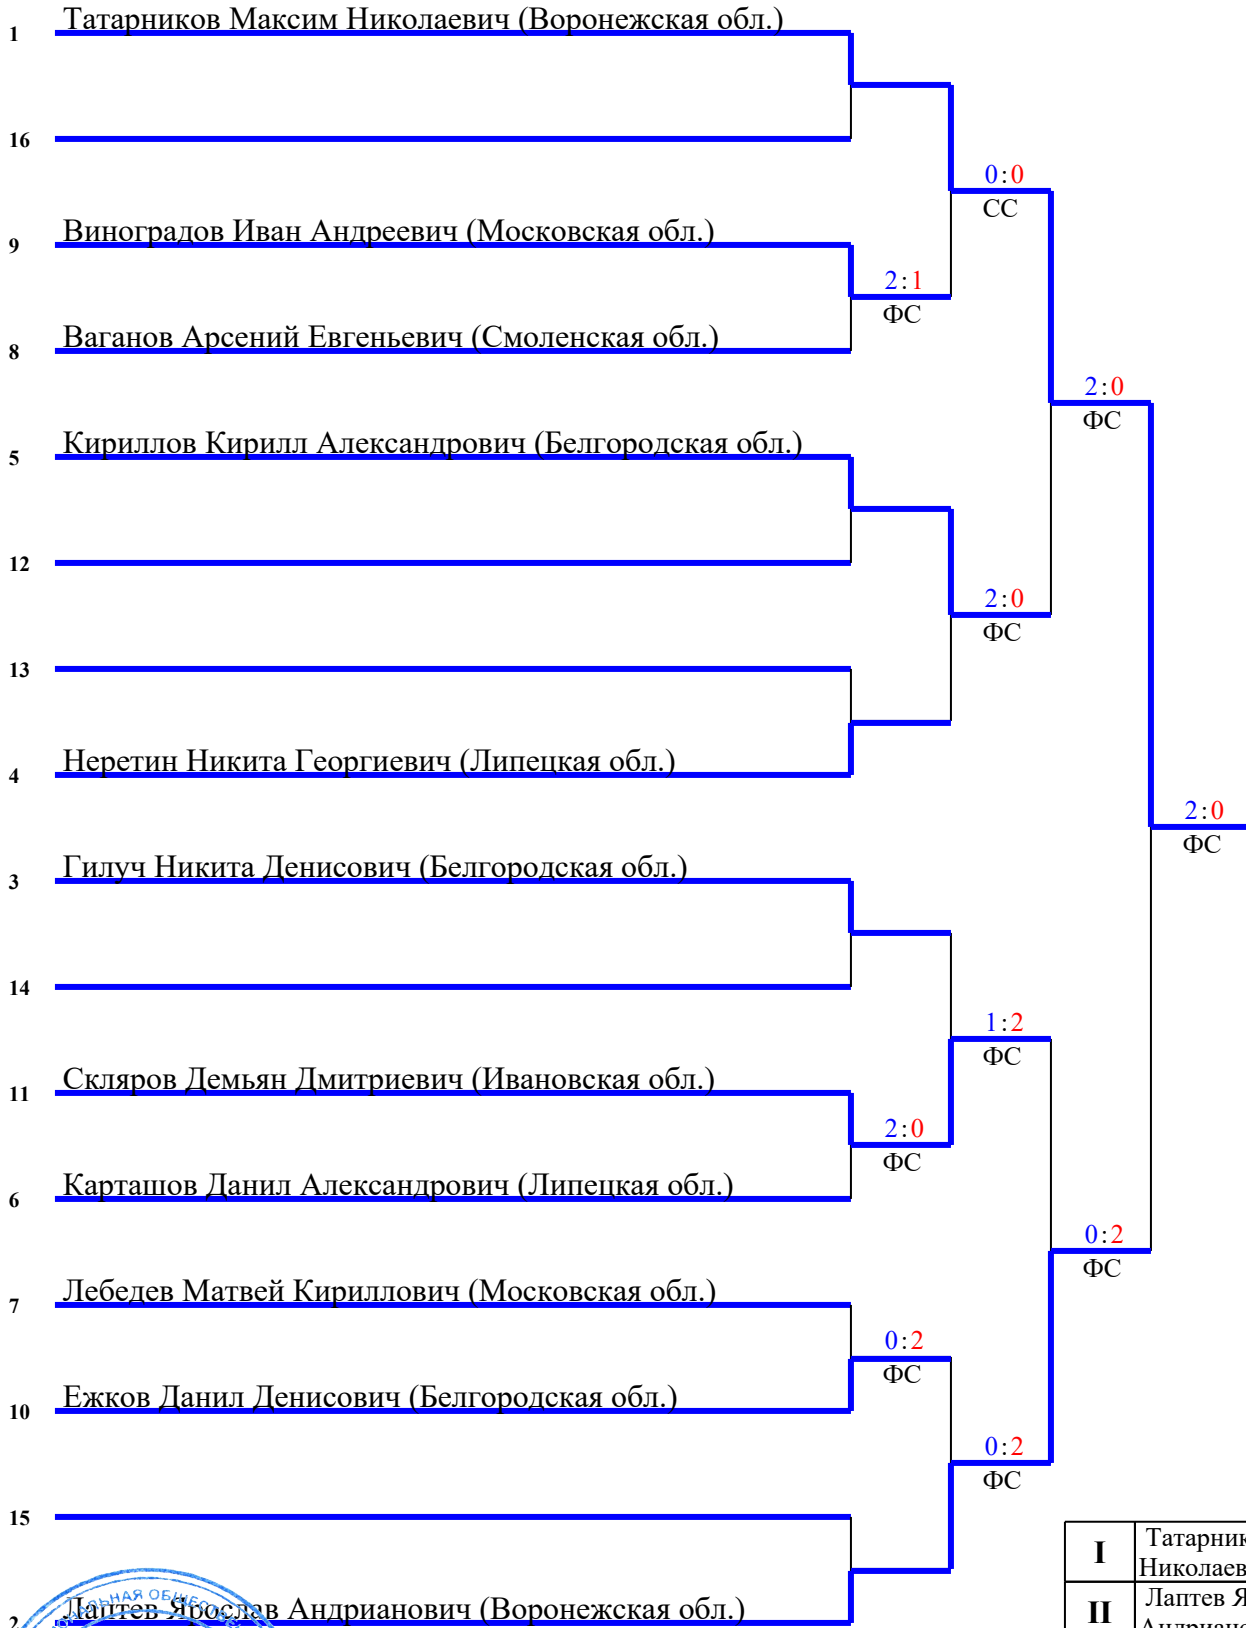 1 Татарников Максим Николаевич (Воронежская обл.)
16
0:0
СС
9 Виноградов Иван Андреевич (Московская обл.)
2:1
ФС
8 Ваганов Арсений Евгеньевич (Смоленская обл.)
2:0
ФС
5 Кириллов Кирилл Александрович (Белгородская обл.)
12
2:0
ФС
13
4 Неретин Никита Георгиевич (Липецкая обл.)
2:0
ФС
3 Гилуч Никита Денисович (Белгородская обл.)
14
1:2
ФС
11 Скляров Демьян Дмитриевич (Ивановская обл.)
2:0
ФС
6 Карташов Данил Александрович (Липецкая обл.)
0:2
ФС
7 Лебедев Матвей Кириллович (Московская обл.)
0:2
ФС
10 Ежков Данил Денисович (Белгородская обл.)
0:2
ФС
15
I Татарник
Николаев
2 Лаптев Ярослав Андрианович (Воронежская обл.)
II Лаптев Я